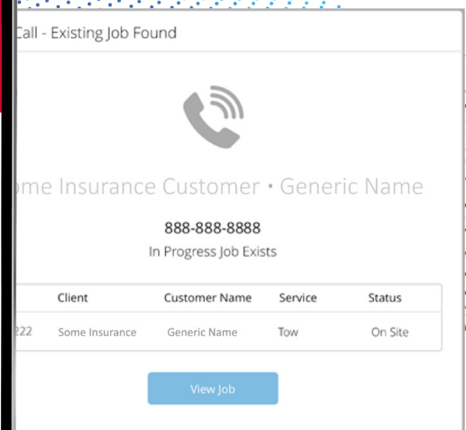 Call - Existing Job Found
ome Insurance Customer • Generic Name
888-888-8888
In Progress Job Exists
Client Customer Name Service Status
222 Some Insurance Generic Name Tow On Site
View Job